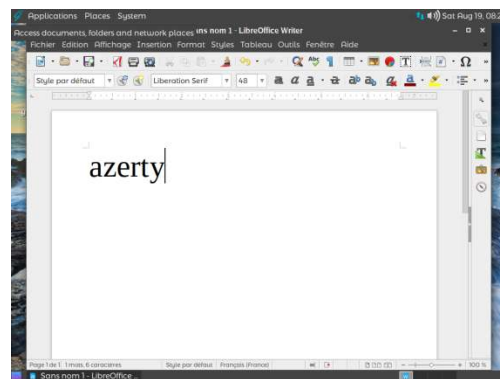 Applications Places System
Sat Aug 19, 08:2
Access documents, folders and network places
ns nom 1 - LibreOffice Writer
Fichier Edition Affichage Insertion Format Styles Tableau Outils Fenêtre Aide
Style par défaut Liberation Serif 48
azerty
Page 1 de 1 1 mots, 6 caractères Style par défaut Français (France) 100 %
Sans nom 1 - LibreOffice ...